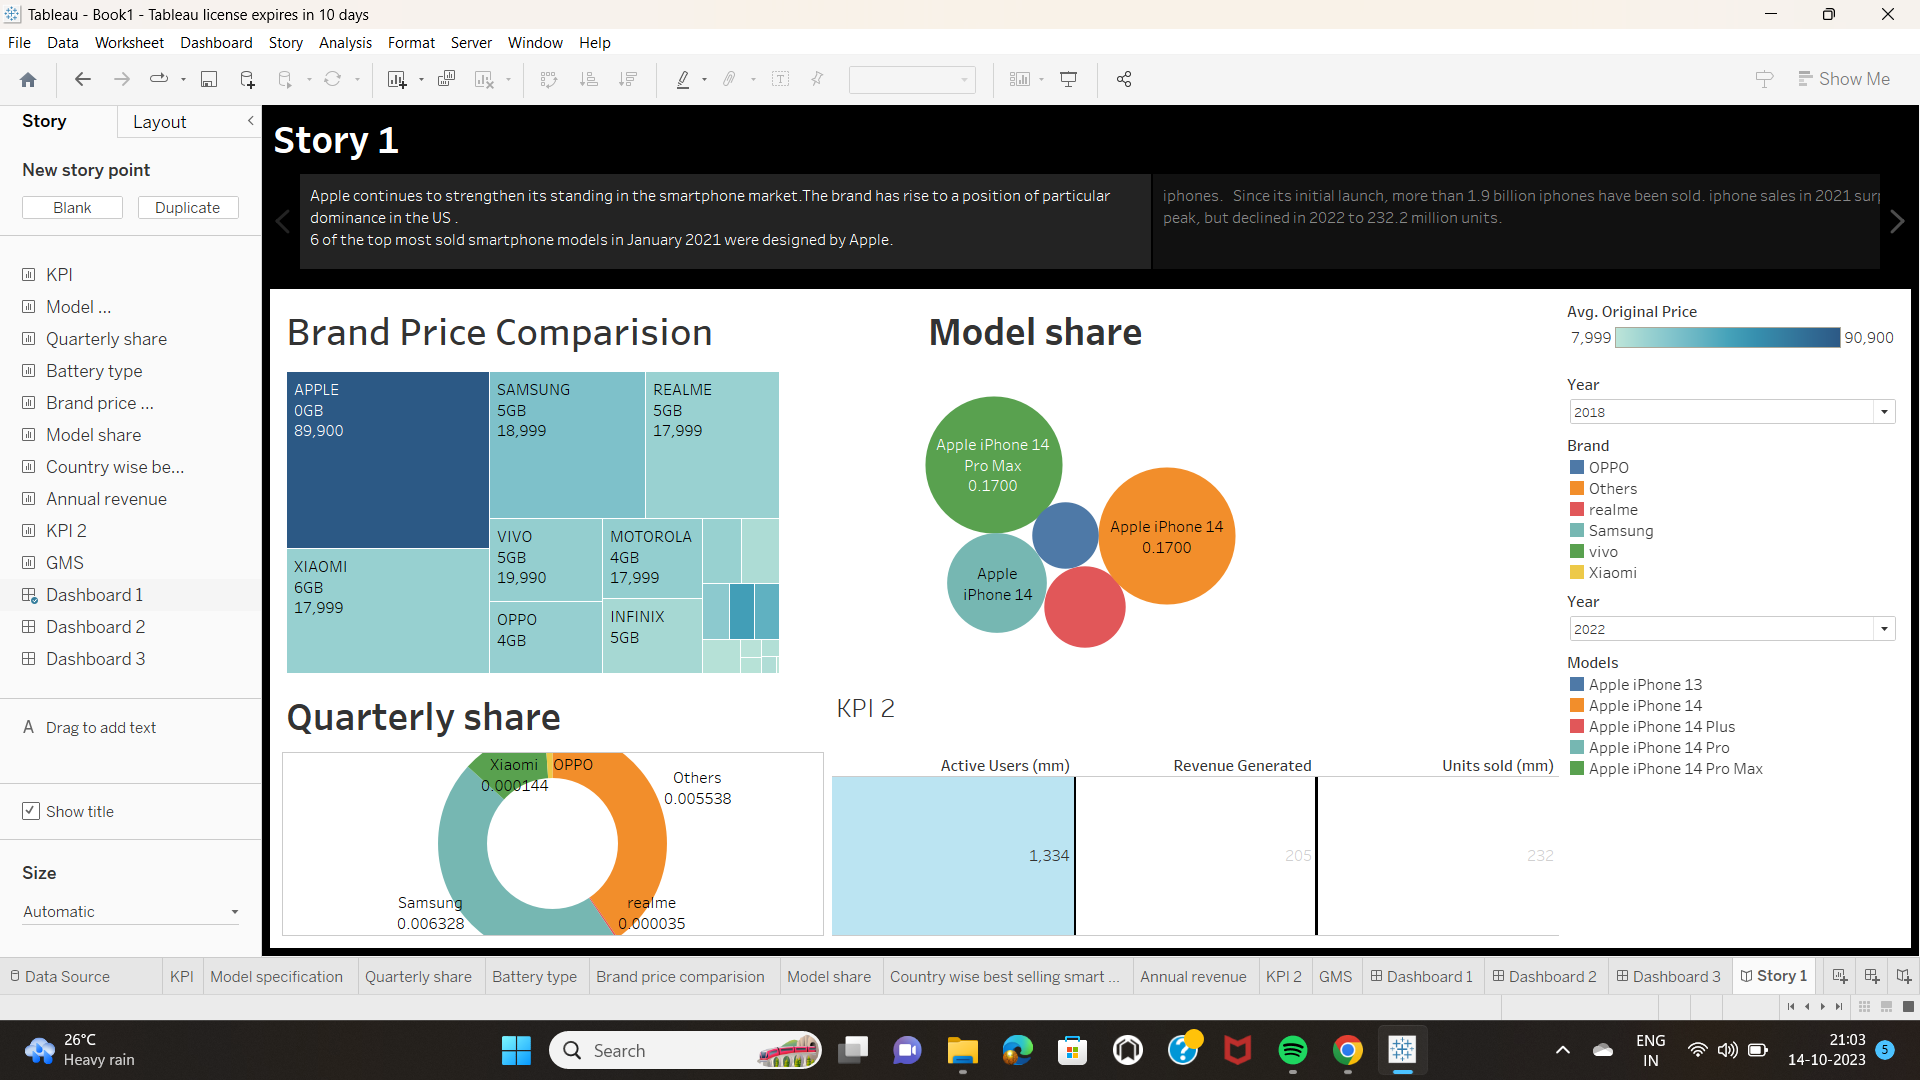 Tableau - Book1 - Tableau license expires in 10 days
File Data Worksheet Dashboard Story Analysis Format Server Window Help
Show Me
Story Layout
New story point
Blank Duplicate
KPI
Model ...
Quarterly share
Battery type
Brand price ...
Model share
Country wise be...
Annual revenue
KPI 2
GMS
Dashboard 1
Dashboard 2
Dashboard 3
A Drag to add text
Show title
Size
Automatic
Story 1
Apple continues to strengthen its standing in the smartphone market.The brand has rise to a position of particular
dominance in the US .
6 of the top most sold smartphone models in January 2021 were designed by Apple.
iphones. Since its initial launch, more than 1.9 billion iphones have been sold. iphone sales in 2021
peak, but declined in 2022 to 232.2 million units.
Brand Price Comparision
APPLE
0GB
89,900
SAMSUNG
5GB
18,999
REALME
5GB
17,999
XIAOMI
6GB
17,999
VIVO
5GB
19,990
MOTOROLA
4GB
17,999
OPPO
4GB
INFINIX
5GB
Model share
Apple iPhone 14
Pro Max
0.1700
Apple iPhone 14
0.1700
Apple
iPhone 14
Quarterly share
Xiaomi
0.000144
OPPO
Others
0.005538
Samsung
0.006328
realme
0.000035
KPI 2
Active Users (mm) Revenue Generated Units sold (mm)
1,334 205 232
Avg. Original Price
7,999 90,900
Year
2018
Brand
OPPO
Others
realme
Samsung
vivo
Xiaomi
Year
2022
Models
Apple iPhone 13
Apple iPhone 14
Apple iPhone 14 Plus
Apple iPhone 14 Pro
Apple iPhone 14 Pro Max
Data Source KPI Model specification Quarterly share Battery type Brand price comparision Model share Country wise best selling smart ... Annual revenue KPI 2 GMS Dashboard 1 Dashboard 2 Dashboard 3 Story 1
26°C
Heavy rain
Search
ENG
IN
21:03
14-10-2023
5